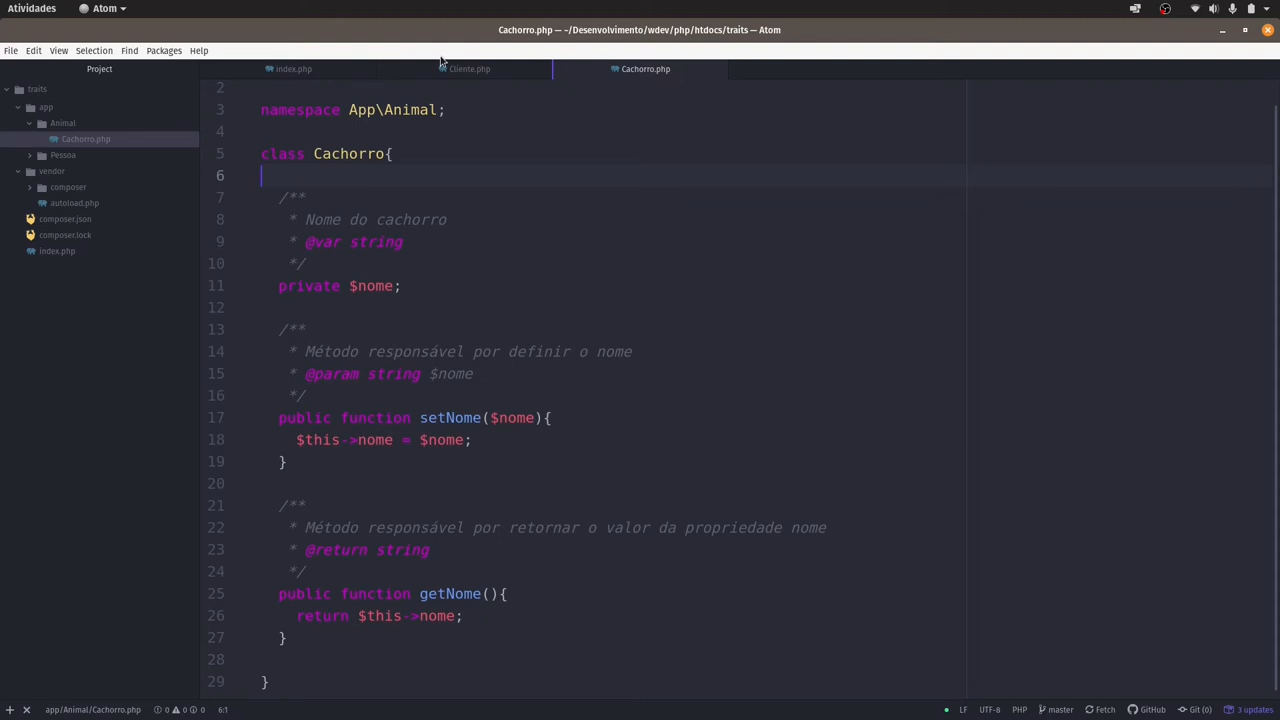 Atividades
Atom
Cachorro.php — ~/Desenvolvimento/wdev/php/htdocs/traits — Atom
File Edit View Selection Find Packages Help
Project
index.php
Cliente.php
Cachorro.php
traits
app
Animal
Cachorro.php
Pessoa
vendor
composer
autoload.php
composer.json
composer.lock
index.php
2
3 namespace App\Animal;
4
5 class Cachorro{
6
7 /**
8 * Nome do cachorro
9 * @var string
10 */
11 private $nome;
12
13 /**
14 * Método responsável por definir o nome
15 * @param string $nome
16 */
17 public function setNome($nome){
18 $this->nome = $nome;
19 }
20
21 /**
22 * Método responsável por retornar o valor da propriedade nome
23 * @return string
24 */
25 public function getNome(){
26 return $this->nome;
27 }
28
29 }
app/Animal/Cachorro.php 0 0 0 6:1 LF UTF-8 PHP master Fetch GitHub Git (0) 3 updates